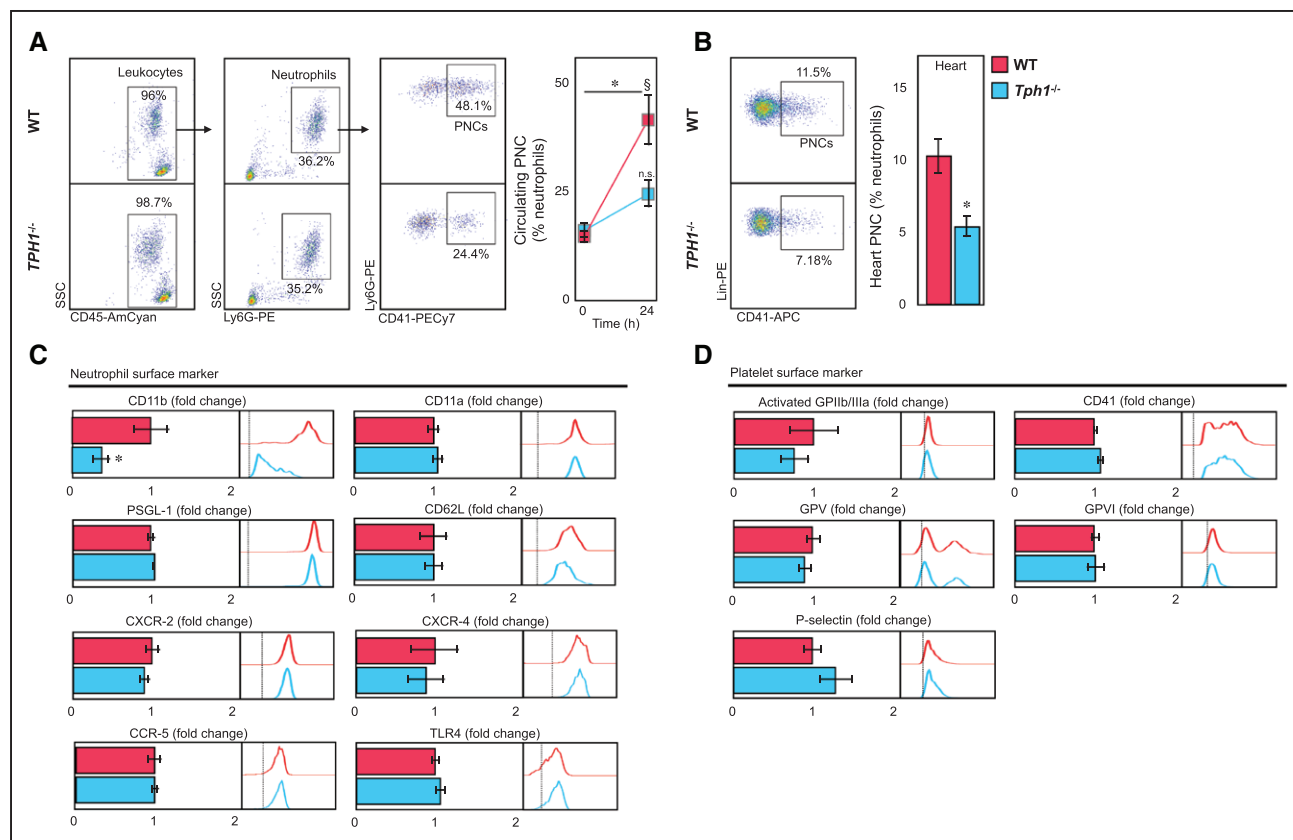 A
WT
TPH1-/-
Leukocytes
96%
98.7%
SSC
CD45-AmCyan
Neutrophils
36.2%
35.2%
SSC
Ly6G-PE
48.1%
PNCs
24.4%
Ly6G-PE
CD41-PECy7
Circulating PNC
(% neutrophils)
50
25
0
*
§
n.s.
0
24
Time (h)
B
WT
TPH1-/-
11.5%
PNCs
7.18%
Lin-PE
CD41-APC
Heart PNC (% neutrophils)
15
10
5
0
Heart
*
WT
Tph1-/-
C
Neutrophil surface marker
CD11b (fold change)
*
0 1 2
CD11a (fold change)
0 1 2
PSGL-1 (fold change)
0 1 2
CD62L (fold change)
0 1 2
CXCR-2 (fold change)
0 1 2
CXCR-4 (fold change)
0 1 2
CCR-5 (fold change)
0 1 2
TLR4 (fold change)
0 1 2
D
Platelet surface marker
Activated GPIIb/IIIa (fold change)
0 1 2
CD41 (fold change)
0 1 2
GPV (fold change)
0 1 2
GPVI (fold change)
0 1 2
P-selectin (fold change)
0 1 2